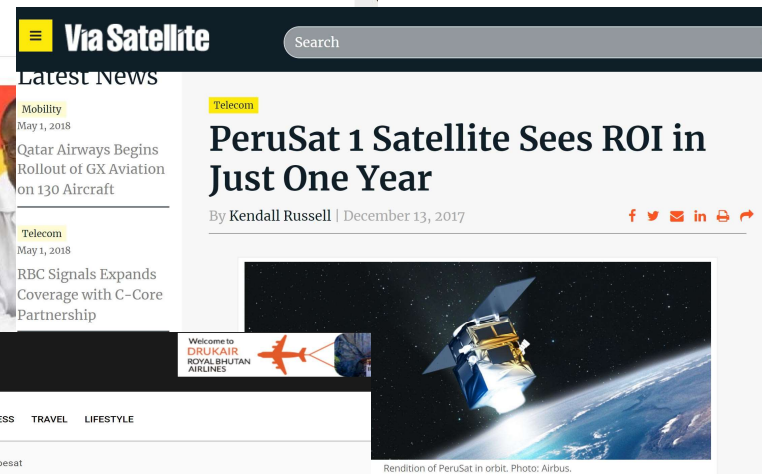 Via Satellite
Search
Latest News
Mobility
May 1, 2018
Qatar Airways Begins
Rollout of GX Aviation
on 130 Aircraft
Telecom
May 1, 2018
RBC Signals Expands
Coverage with C-Core
Partnership
Telecom
PeruSat 1 Satellite Sees ROI in
Just One Year
By Kendall Russell | December 13, 2017
Rendition of PeruSat in orbit. Photo: Airbus.
Welcome to
DRUKAIR
ROYAL BHUTAN
AIRLINES
ESS TRAVEL LIFESTYLE
pesat